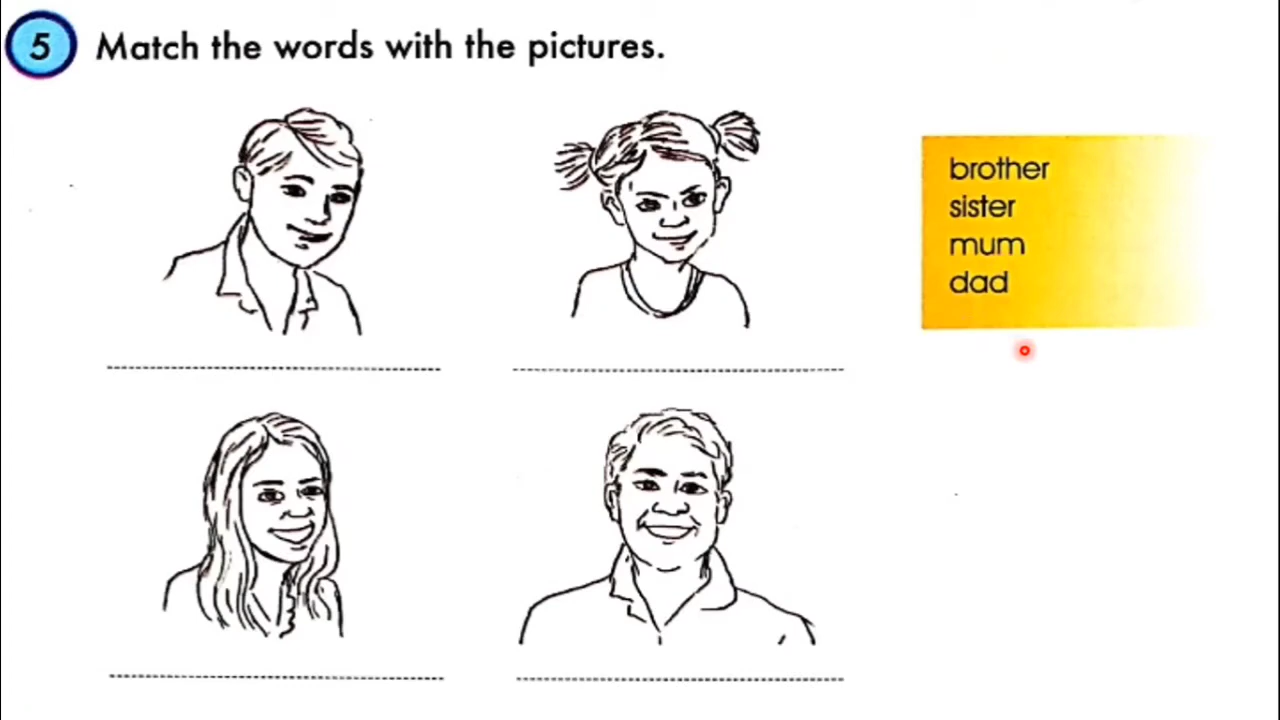 5 Match the words with the pictures.
brother
sister
mum
dad